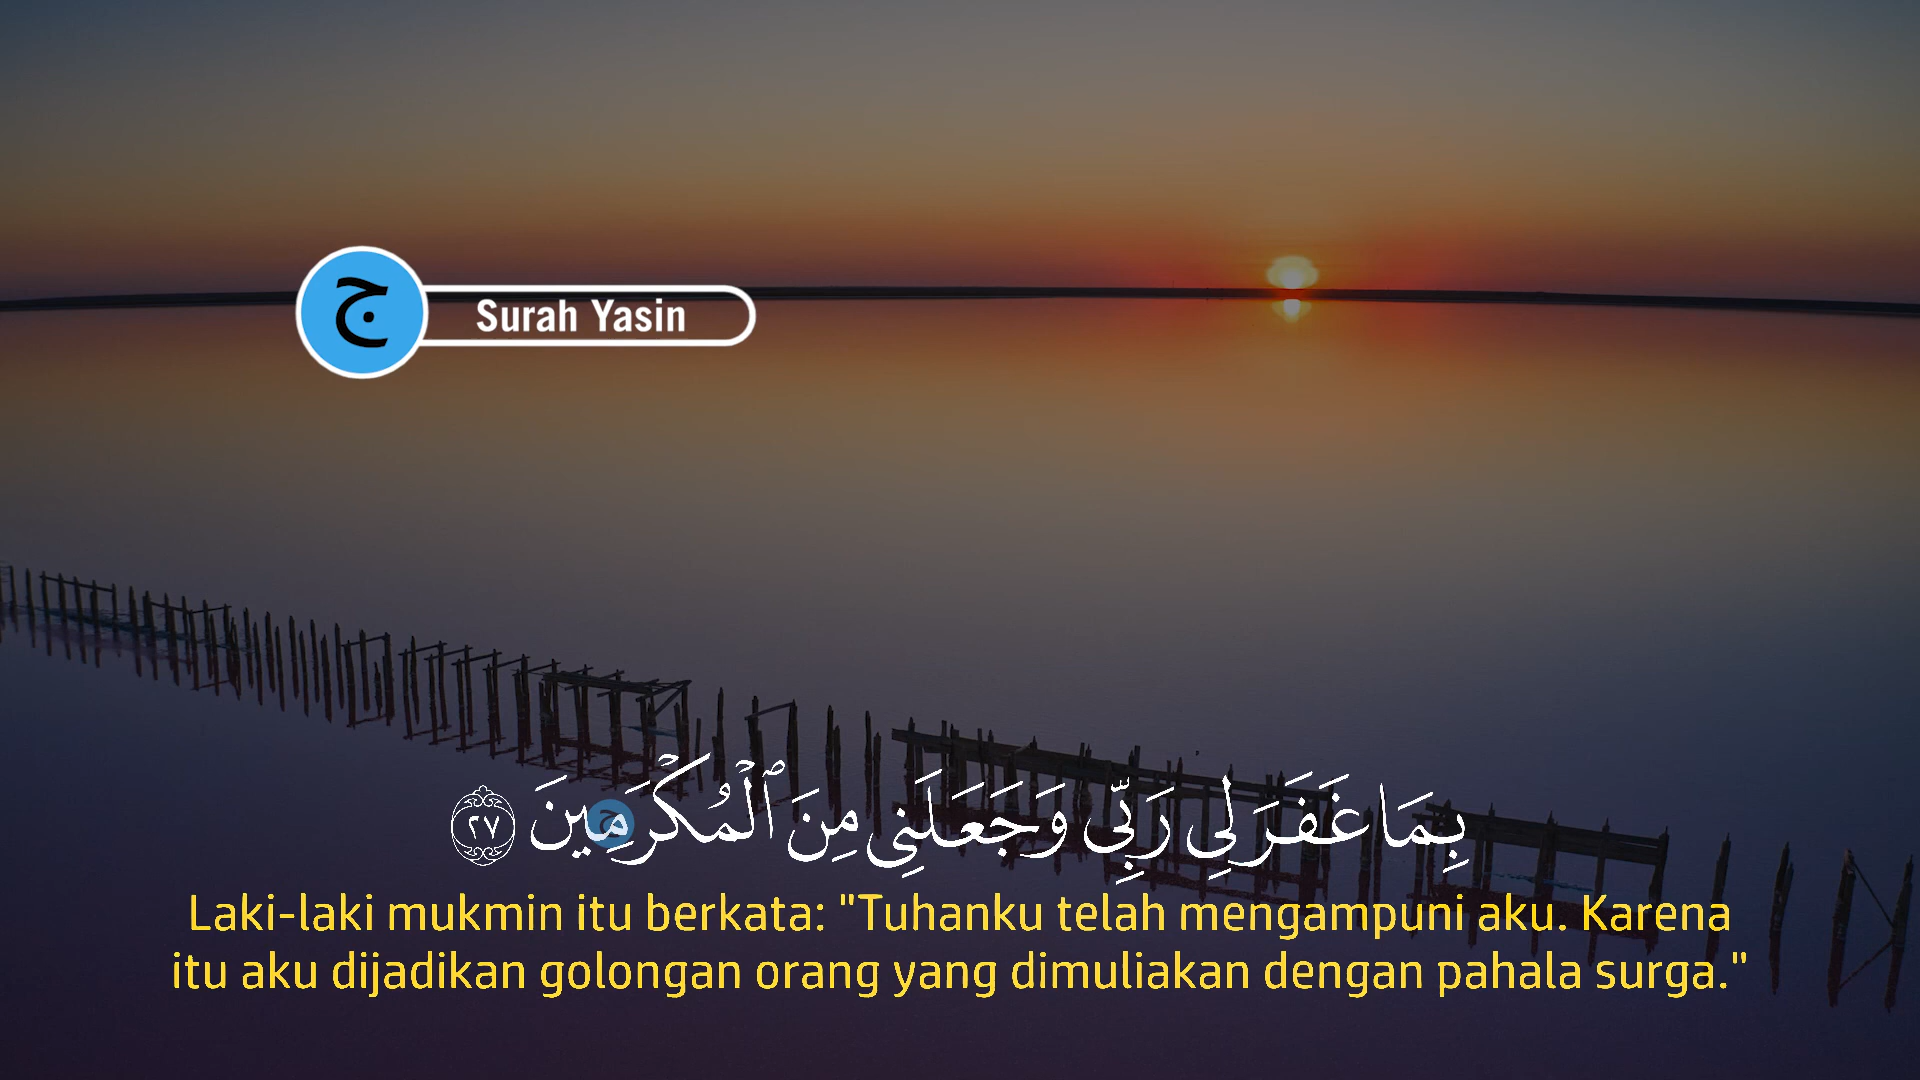 ج
Surah Yasin
بِمَا غَفَرَ لِي رَبِّي وَجَعَلَنِي مِنَ ٱلْمُكْرَمِينَ ٢٧
ج
Laki-laki mukmin itu berkata: "Tuhanku telah mengampuni aku. Karena
itu aku dijadikan golongan orang yang dimuliakan dengan pahala surga."